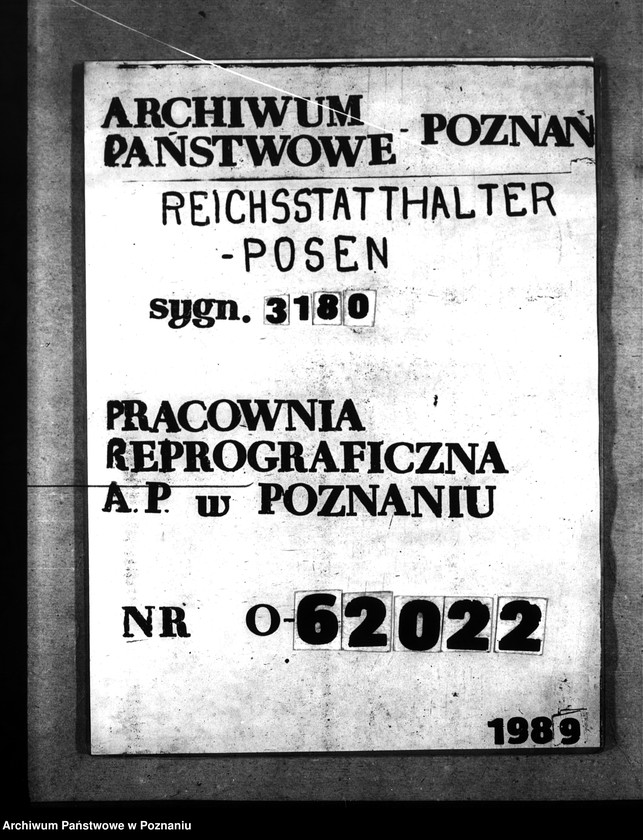 ARCHIWUM
PAŃSTWOWE - POZNAŃ
REICHSSTATTHALTER
-POSEN
sygn. 3180
PRACOWNIA
REPROGRAFICZNA
A.P. w POZNANIU
NR O-62022
1989
Archiwum Państwowe w Poznaniu